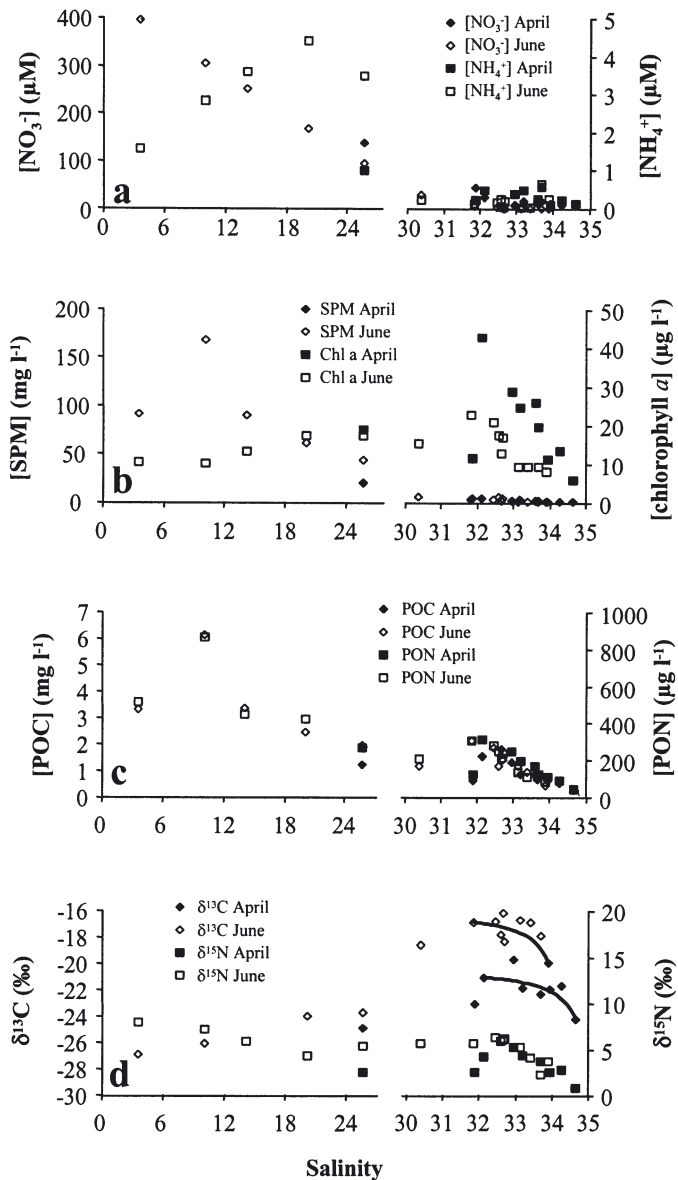 400
300
200
100
0
[NO₃⁻] (μM)
a
[NO₃⁻] April
[NO₃⁻] June
[NH₄⁺] April
[NH₄⁺] June
5
4
3
2
1
0
[NH₄⁺] (μM)
0 6 12 18 24 30 31 32 33 34 35
200
150
100
50
0
[SPM] (mg l⁻¹)
b
SPM April
SPM June
Chl a April
Chl a June
50
40
30
20
10
0
[chlorophyll a] (μg l⁻¹)
0 6 12 18 24 30 31 32 33 34 35
7
6
5
4
3
2
1
0
[POC] (mg l⁻¹)
c
POC April
POC June
PON April
PON June
1000
800
600
400
200
0
[PON] (μg l⁻¹)
0 6 12 18 24 30 31 32 33 34 35
-16
-18
-20
-22
-24
-26
-28
-30
δ¹³C (‰)
d
δ¹³C April
δ¹³C June
δ¹⁵N April
δ¹⁵N June
20
15
10
5
0
δ¹⁵N (‰)
0 6 12 18 24 30 31 32 33 34 35
Salinity